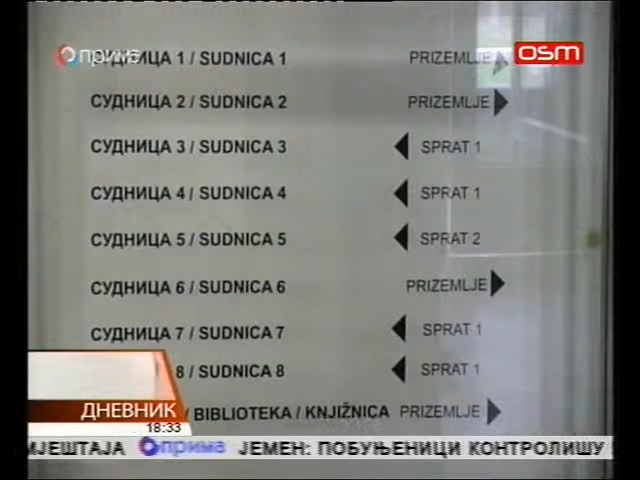 СУДНИЦА 1 / SUDNICA 1 PRIZEMLJE
прима
OSM
СУДНИЦА 2 / SUDNICA 2 PRIZEMLJE
СУДНИЦА 3 / SUDNICA 3 SPRAT 1
СУДНИЦА 4 / SUDNICA 4 SPRAT 1
СУДНИЦА 5 / SUDNICA 5 SPRAT 2
СУДНИЦА 6 / SUDNICA 6 PRIZEMLJE
СУДНИЦА 7 / SUDNICA 7 SPRAT 1
8 / SUDNICA 8 SPRAT 1
/ BIBLIOTEKA / KNJIŽNICA PRIZEMLJE
ДНЕВНИК
18:33
МЈЕШТАЈА прима ЈЕМЕН: ПОБУЊЕНИЦИ КОНТРОЛИШУ